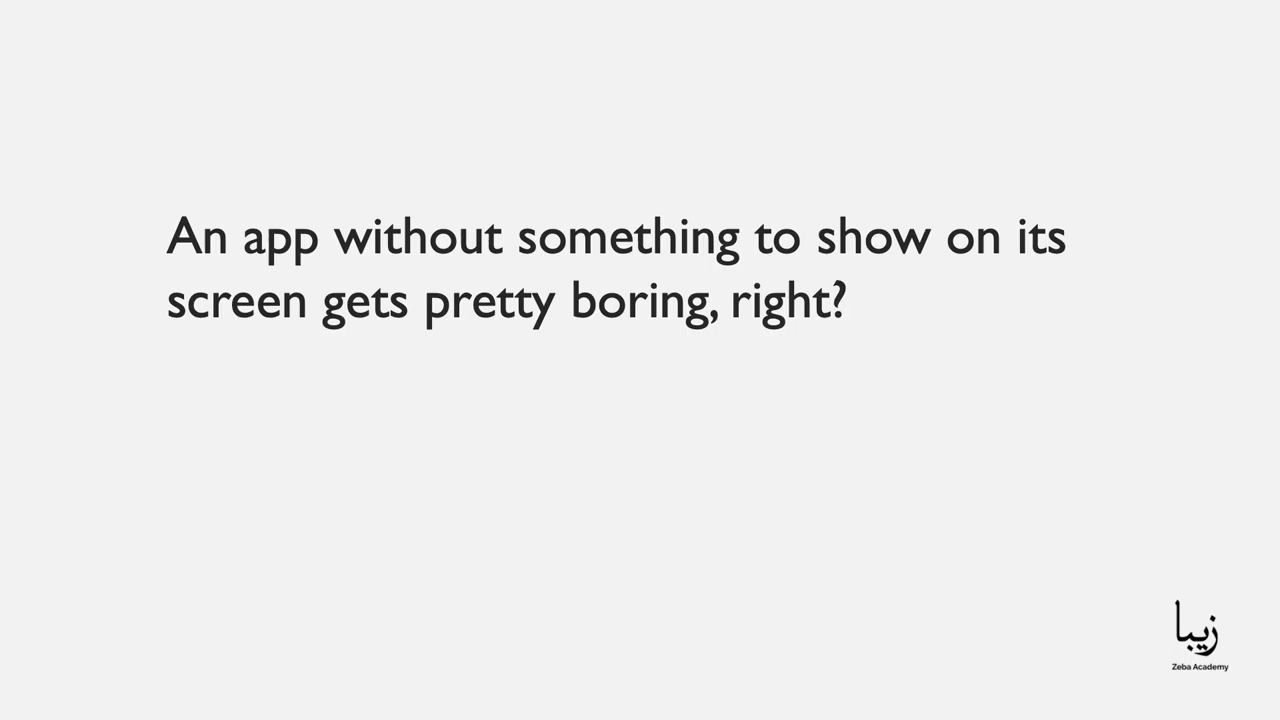 An app without something to show on its
screen gets pretty boring, right?
زیبا
Zeba Academy